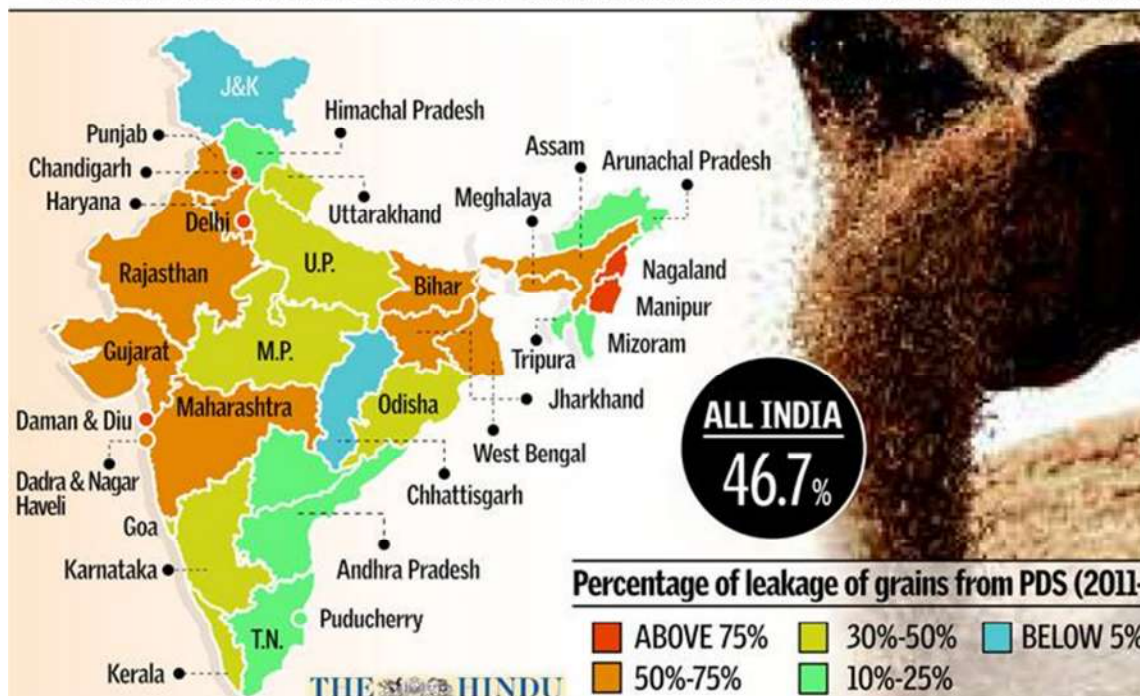 J&K
Himachal Pradesh
Punjab
Chandigarh
Haryana
Delhi
Uttarakhand
Assam
Arunachal Pradesh
Meghalaya
Rajasthan
U.P.
Bihar
Nagaland
Manipur
Gujarat
M.P.
Tripura
Mizoram
Maharashtra
Odisha
Jharkhand
Daman & Diu
West Bengal
Dadra & Nagar
Haveli
Chhattisgarh
Goa
Karnataka
Andhra Pradesh
Puducherry
T.N.
Kerala
ALL INDIA
46.7%
Percentage of leakage of grains from PDS (2011-
ABOVE 75%
30%-50%
BELOW 5%
50%-75%
10%-25%
THE HINDU